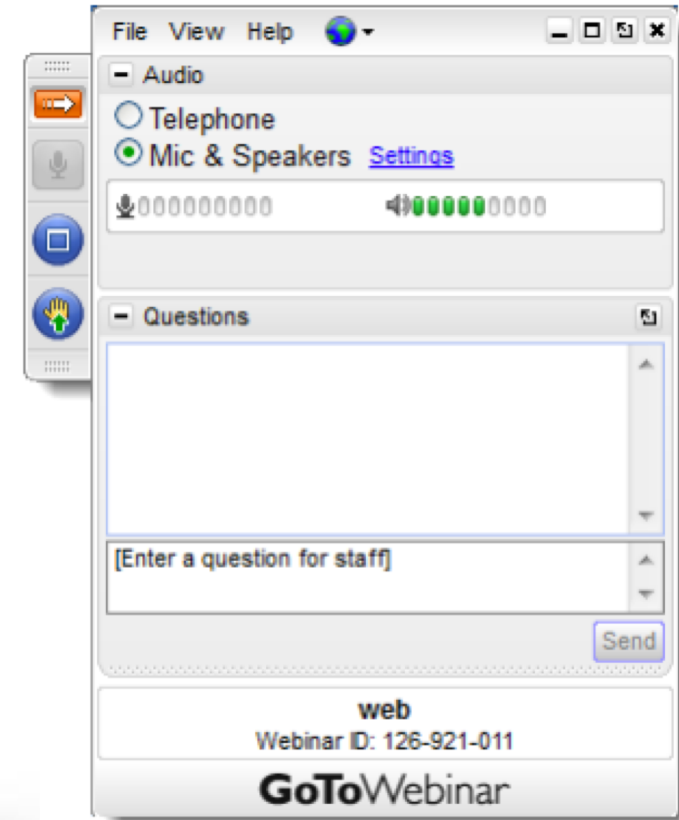 File View Help
Audio
Telephone
Mic & Speakers Settings
Questions
[Enter a question for staff]
Send
web
Webinar ID: 126-921-011
GoToWebinar